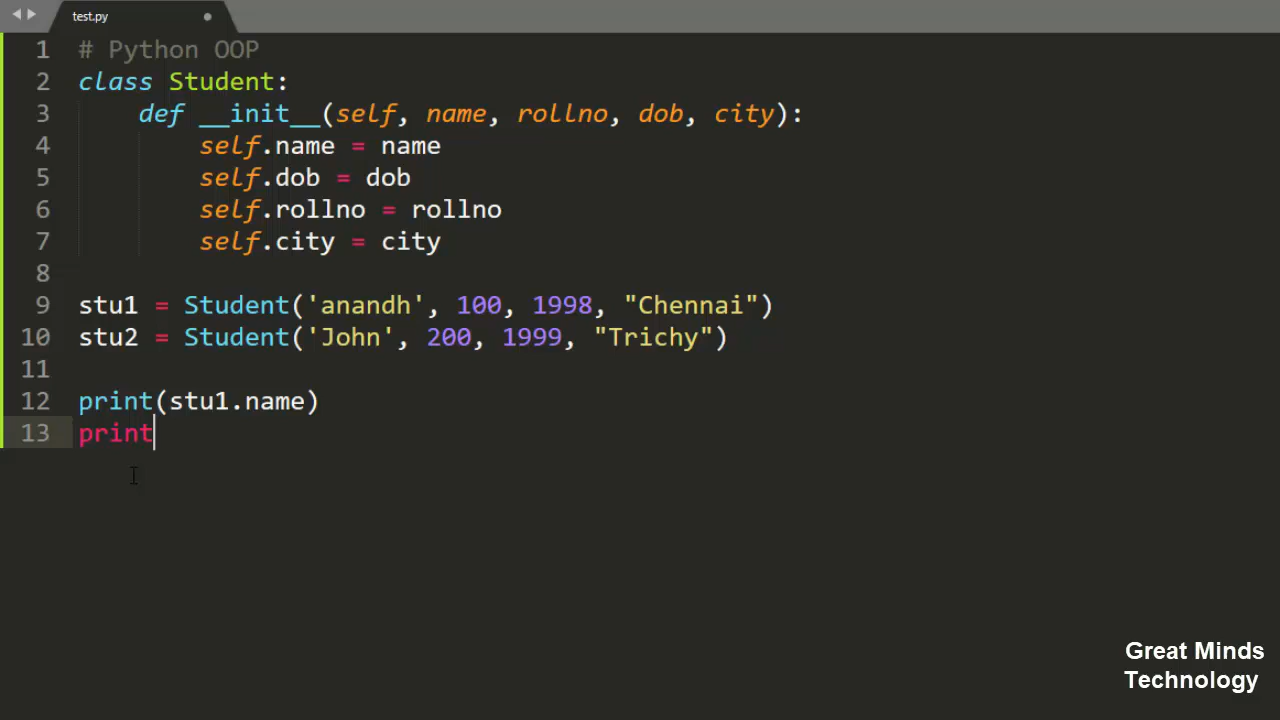 test.py
1 # Python OOP
2 class Student:
3     def __init__(self, name, rollno, dob, city):
4         self.name = name
5         self.dob = dob
6         self.rollno = rollno
7         self.city = city
8
9 stu1 = Student('anandh', 100, 1998, "Chennai")
10 stu2 = Student('John', 200, 1999, "Trichy")
11
12 print(stu1.name)
13 print
Great Minds
Technology